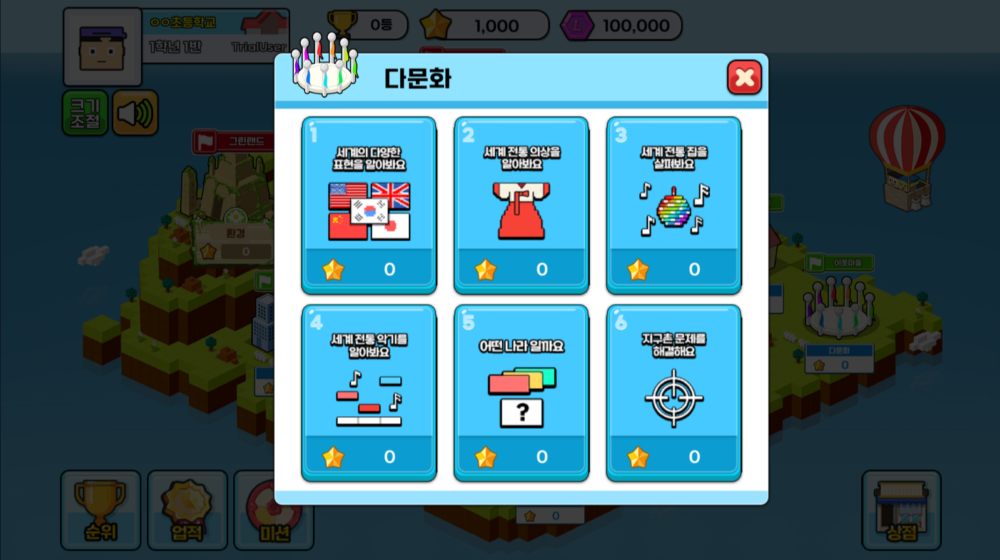 ㅇㅇ초등학교
1학년 1반
TrialUser
0등
1,000
L
100,000
크기
조절
다문화
그린랜드
환경
0
1
세계의 다양한
표현을 알아봐요
0
2
세계 전통 의상을
알아봐요
0
3
세계 전통 집을
살펴봐요
0
4
세계 전통 악기를
알아봐요
0
5
어떤 나라 일까요
?
0
6
지구촌 문제를
해결해요
0
이웃마을
다문화
0
0
순위
업적
미션
상점